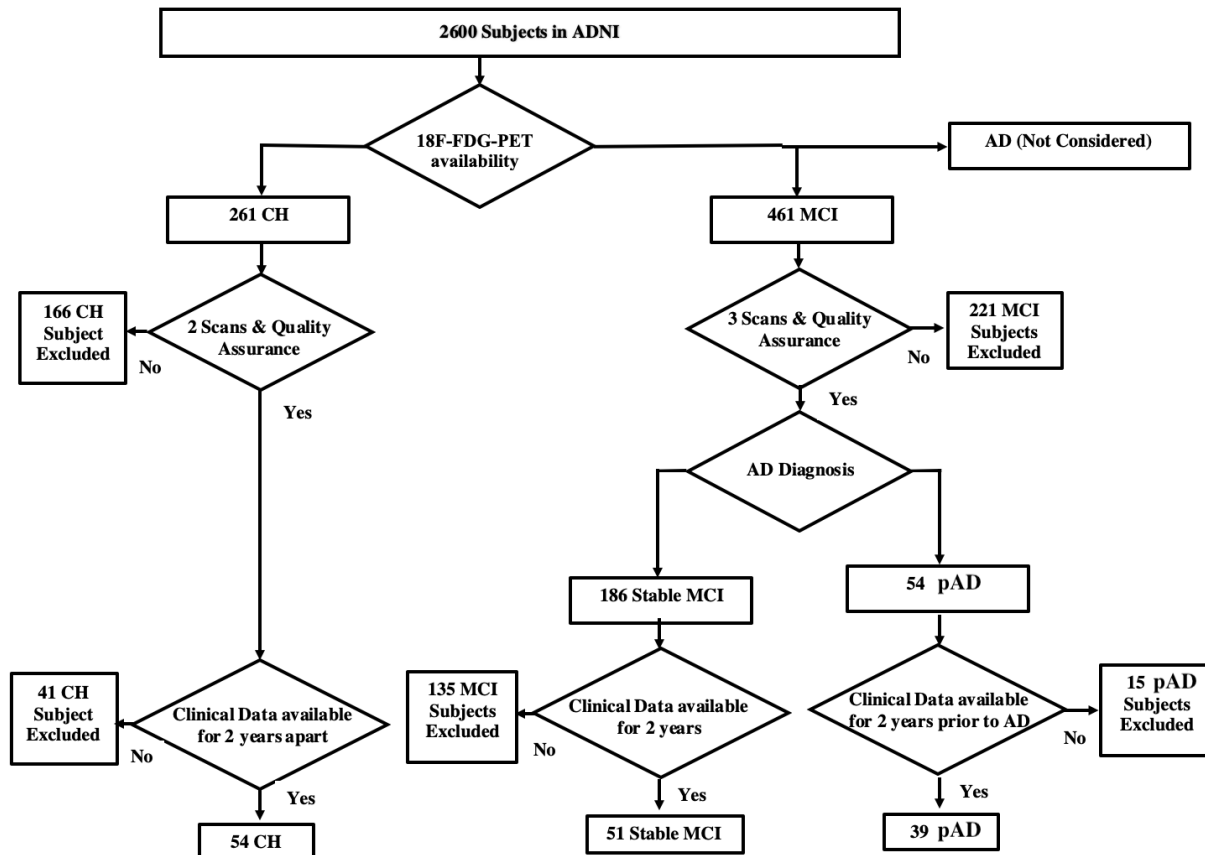 2600 Subjects in ADNI
18F-FDG-PET
availability
AD (Not Considered)
261 CH
461 MCI
166 CH
Subject
Excluded
2 Scans & Quality
Assurance
No
Yes
3 Scans & Quality
Assurance
No
221 MCI
Subjects
Excluded
Yes
AD Diagnosis
186 Stable MCI
54 pAD
41 CH
Subject
Excluded
Clinical Data available
for 2 years apart
No
Yes
135 MCI
Subjects
Excluded
Clinical Data available
for 2 years
No
Yes
Clinical Data available
for 2 years prior to AD
No
15 pAD
Subjects
Excluded
Yes
54 CH
51 Stable MCI
39 pAD